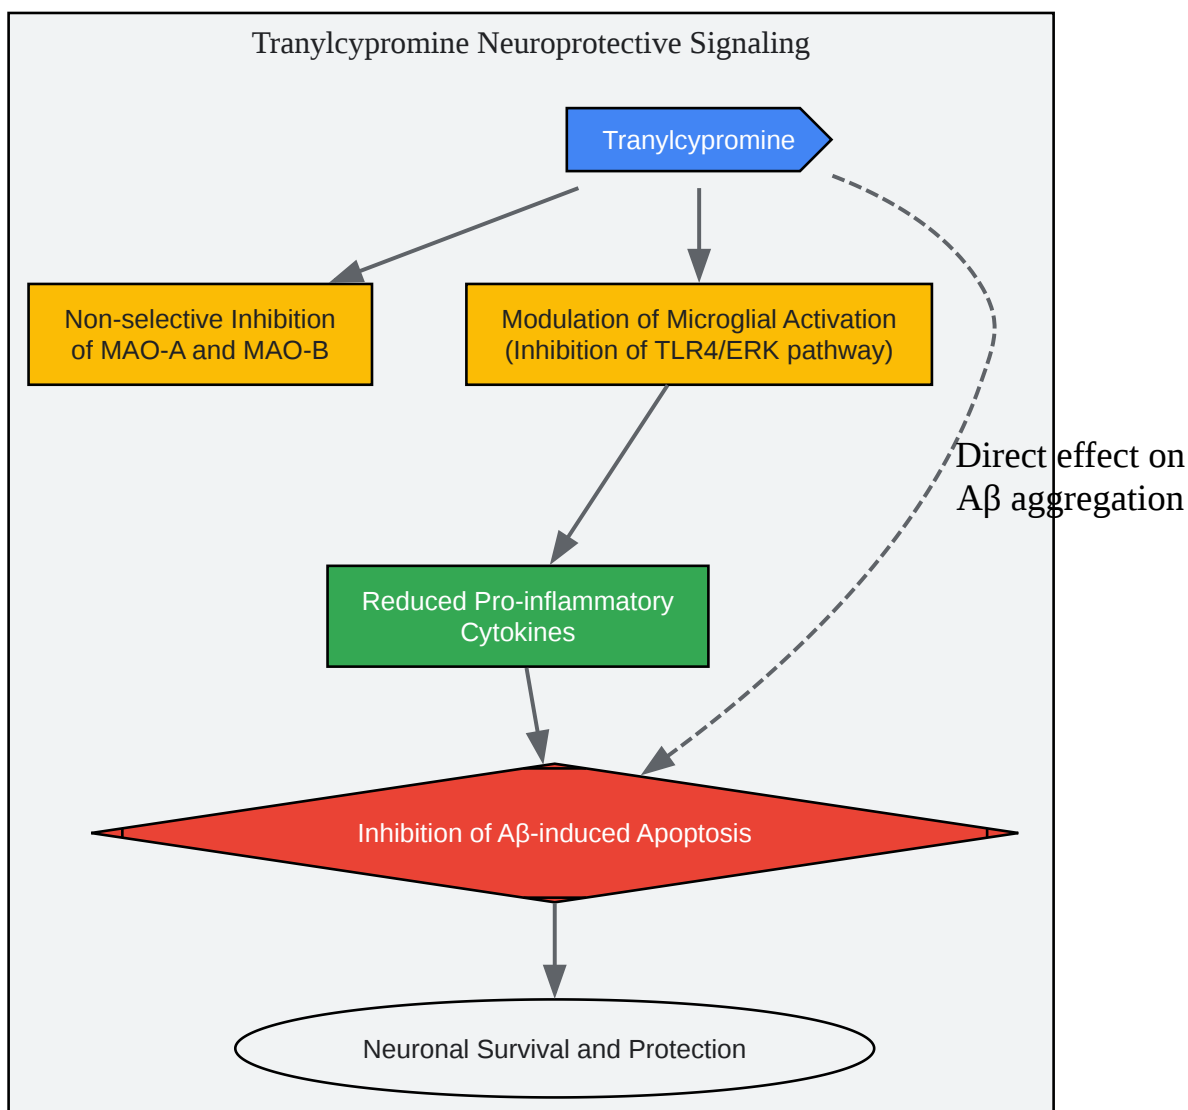 Tranylcypromine Neuroprotective Signaling
Tranylcypromine
Non-selective Inhibition
of MAO-A and MAO-B
Modulation of Microglial Activation
(Inhibition of TLR4/ERK pathway)
Direct effect on
Aβ aggregation
Reduced Pro-inflammatory
Cytokines
Inhibition of Aβ-induced Apoptosis
Neuronal Survival and Protection